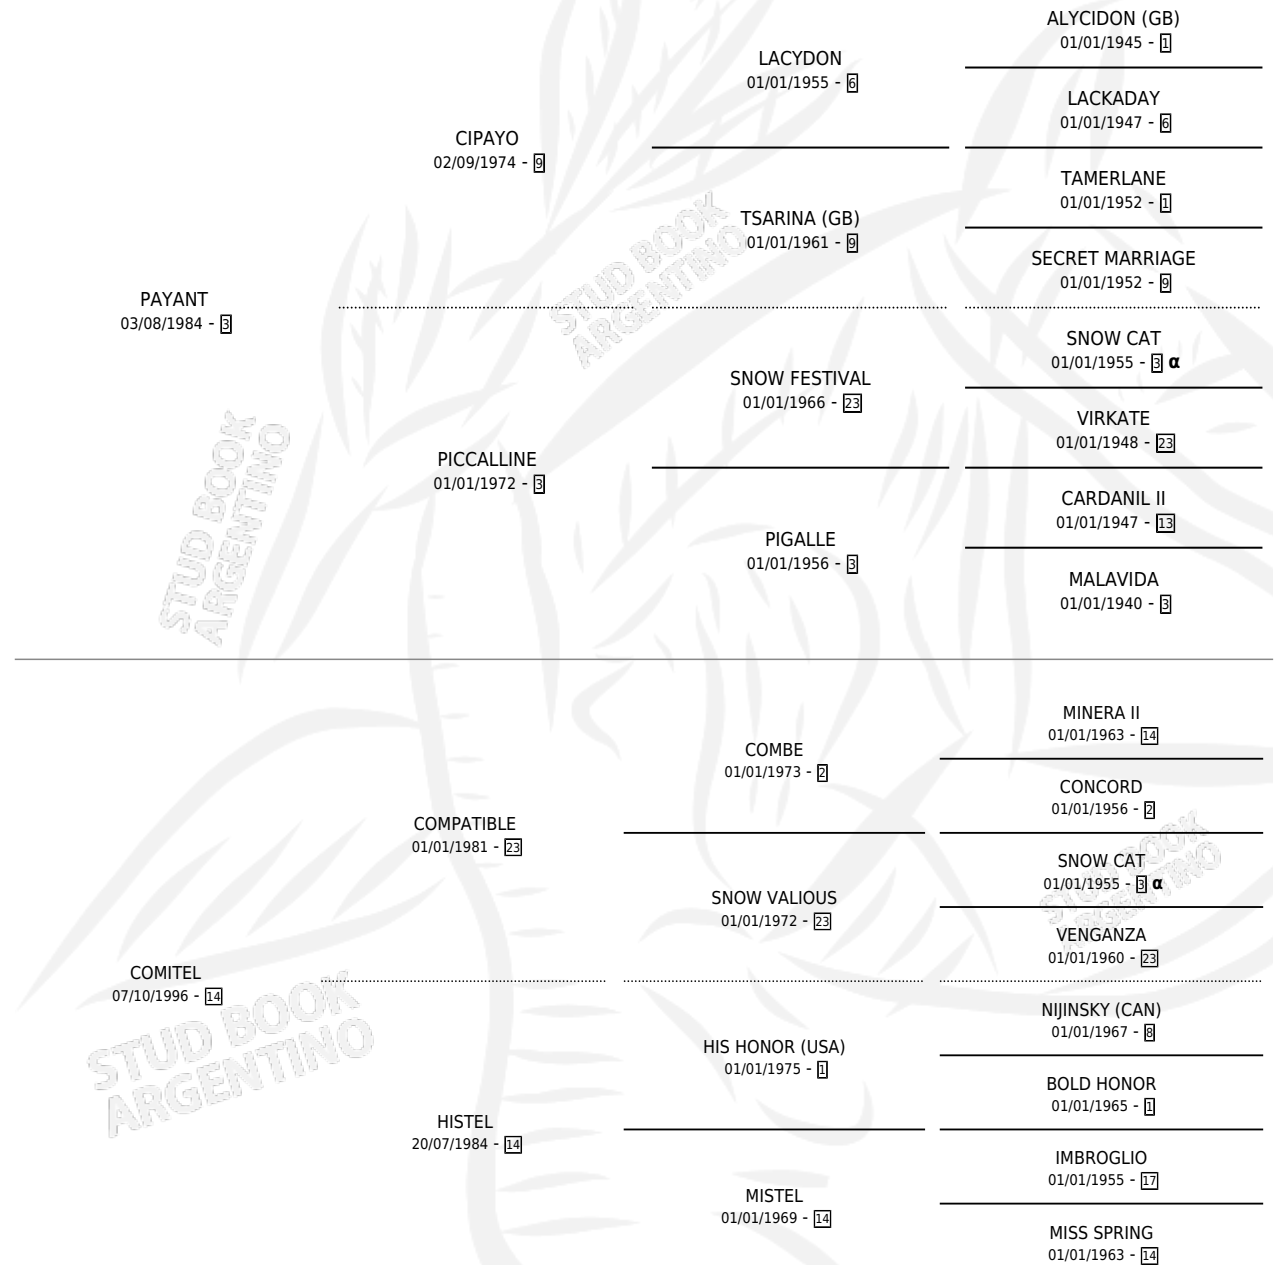 ALYCIDON (GB)
01/01/1945 - 1
LACYDON
01/01/1955 - 6
LACKADAY
01/01/1947 - 6
CIPAYO
02/09/1974 - 9
TAMERLANE
01/01/1952 - 1
TSARINA (GB)
01/01/1961 - 9
SECRET MARRIAGE
01/01/1952 - 9
PAYANT
03/08/1984 - 3
SNOW CAT
01/01/1955 - 3 α
SNOW FESTIVAL
01/01/1966 - 23
VIRKATE
01/01/1948 - 23
PICCALLINE
01/01/1972 - 3
CARDANIL II
01/01/1947 - 13
PIGALLE
01/01/1956 - 3
MALAVIDA
01/01/1940 - 3
MINERA II
01/01/1963 - 14
COMBE
01/01/1973 - 2
CONCORD
01/01/1956 - 2
COMPATIBLE
01/01/1981 - 23
SNOW CAT
01/01/1955 - 3 α
SNOW VALIOUS
01/01/1972 - 23
VENGANZA
01/01/1960 - 23
COMITEL
07/10/1996 - 14
NIJINSKY (CAN)
01/01/1967 - 8
HIS HONOR (USA)
01/01/1975 - 1
BOLD HONOR
01/01/1965 - 1
HISTEL
20/07/1984 - 14
IMBROGLIO
01/01/1955 - 17
MISTEL
01/01/1969 - 14
MISS SPRING
01/01/1963 - 14
STUD BOOK
ARGENTINO
STUD BOOK
ARGENTINO
STUD BOOK
ARGENTINO
STUD BOOK
ARGENTINO